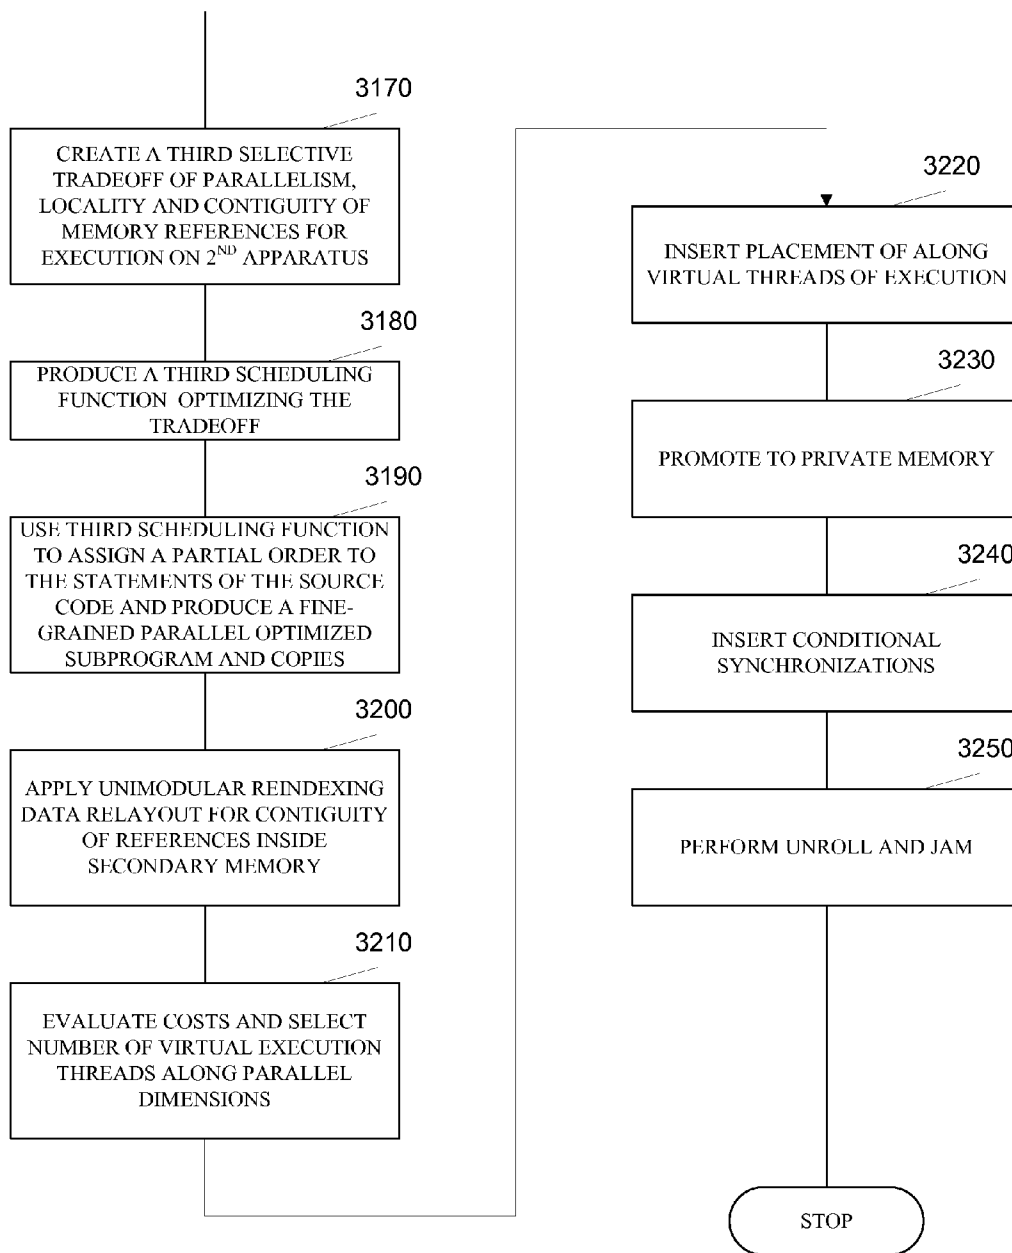 3170
CREATE A THIRD SELECTIVE
TRADEOFF OF PARALLELISM,
LOCALITY AND CONTIGUITY OF
MEMORY REFERENCES FOR
EXECUTION ON 2ND APPARATUS
3180
PRODUCE A THIRD SCHEDULING
FUNCTION OPTIMIZING THE
TRADEOFF
3190
USE THIRD SCHEDULING FUNCTION
TO ASSIGN A PARTIAL ORDER TO
THE STATEMENTS OF THE SOURCE
CODE AND PRODUCE A FINE-
GRAINED PARALLEL OPTIMIZED
SUBPROGRAM AND COPIES
3200
APPLY UNIMODULAR REINDEXING
DATA RELAYOUT FOR CONTIGUITY
OF REFERENCES INSIDE
SECONDARY MEMORY
3210
EVALUATE COSTS AND SELECT
NUMBER OF VIRTUAL EXECUTION
THREADS ALONG PARALLEL
DIMENSIONS
3220
INSERT PLACEMENT OF ALONG
VIRTUAL THREADS OF EXECUTION
3230
PROMOTE TO PRIVATE MEMORY
3240
INSERT CONDITIONAL
SYNCHRONIZATIONS
3250
PERFORM UNROLL AND JAM
STOP